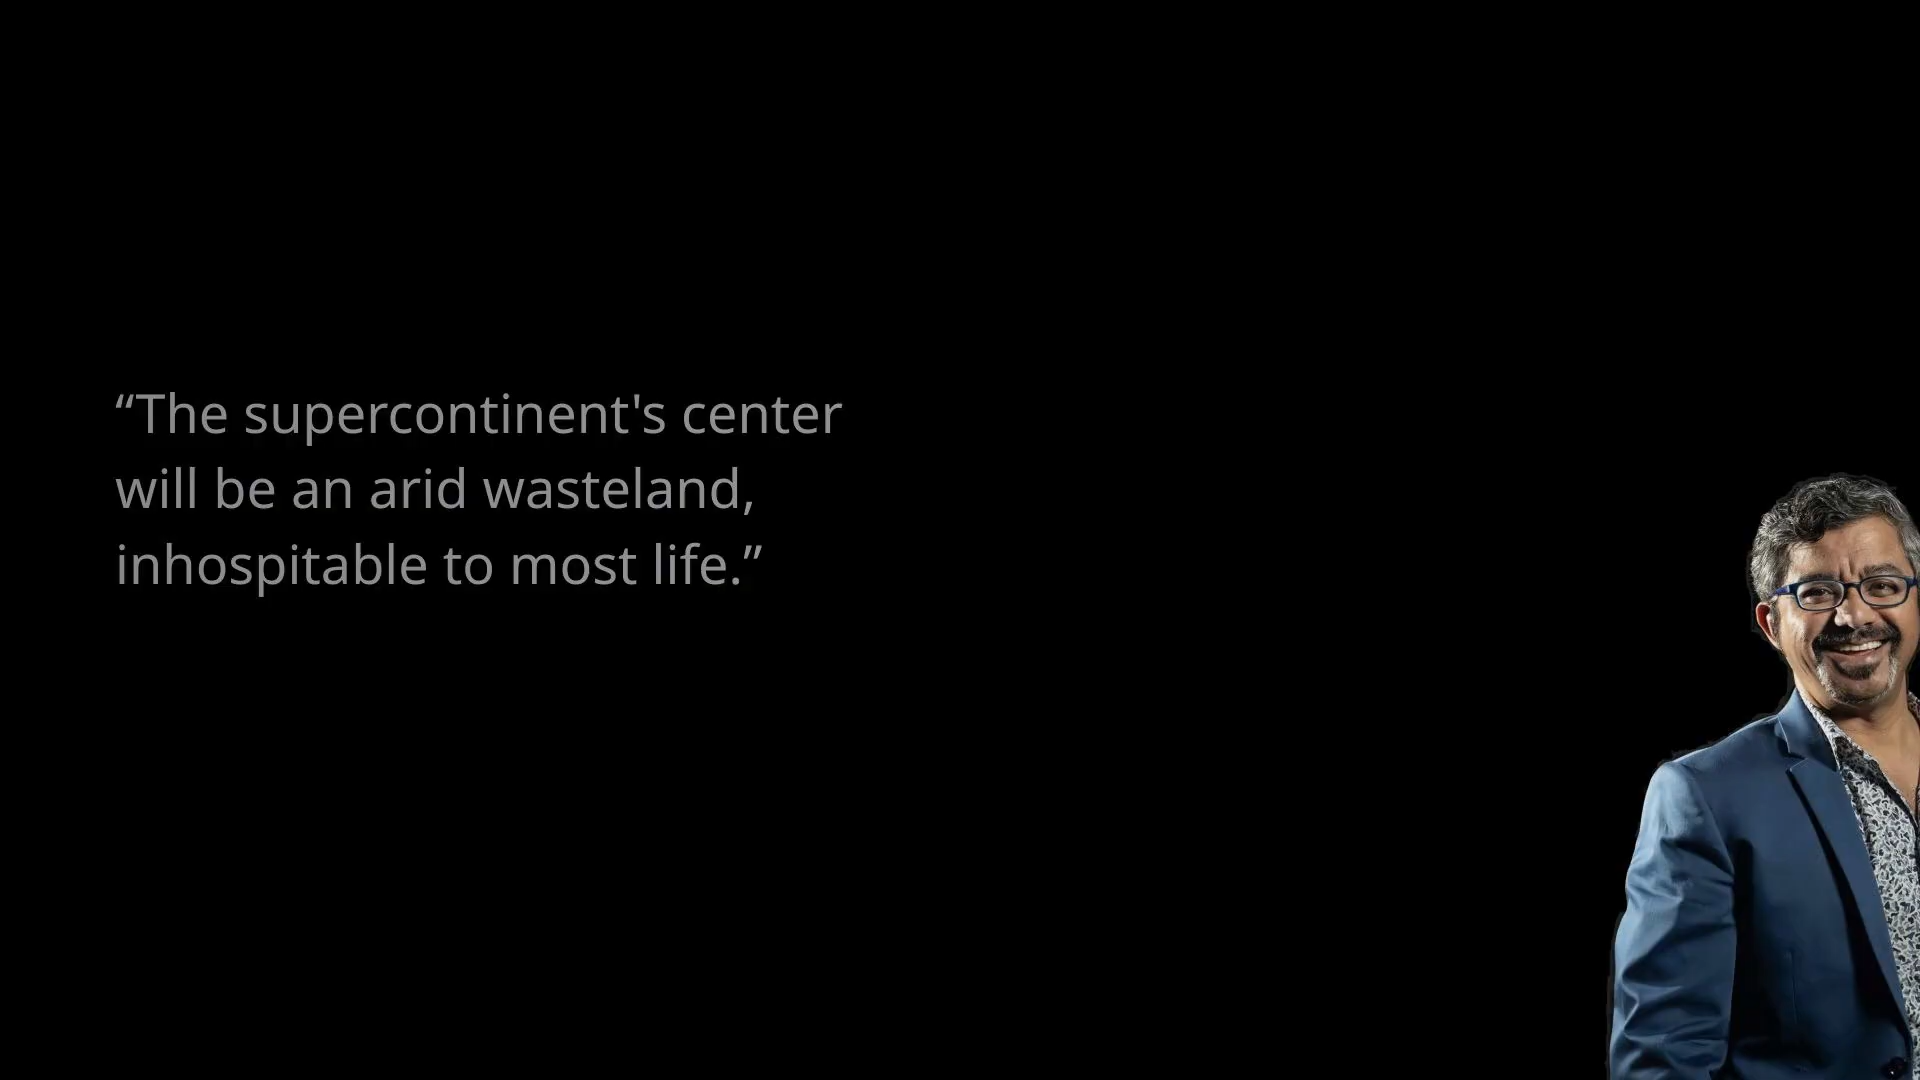 “The supercontinent's center
will be an arid wasteland,
inhospitable to most life.”